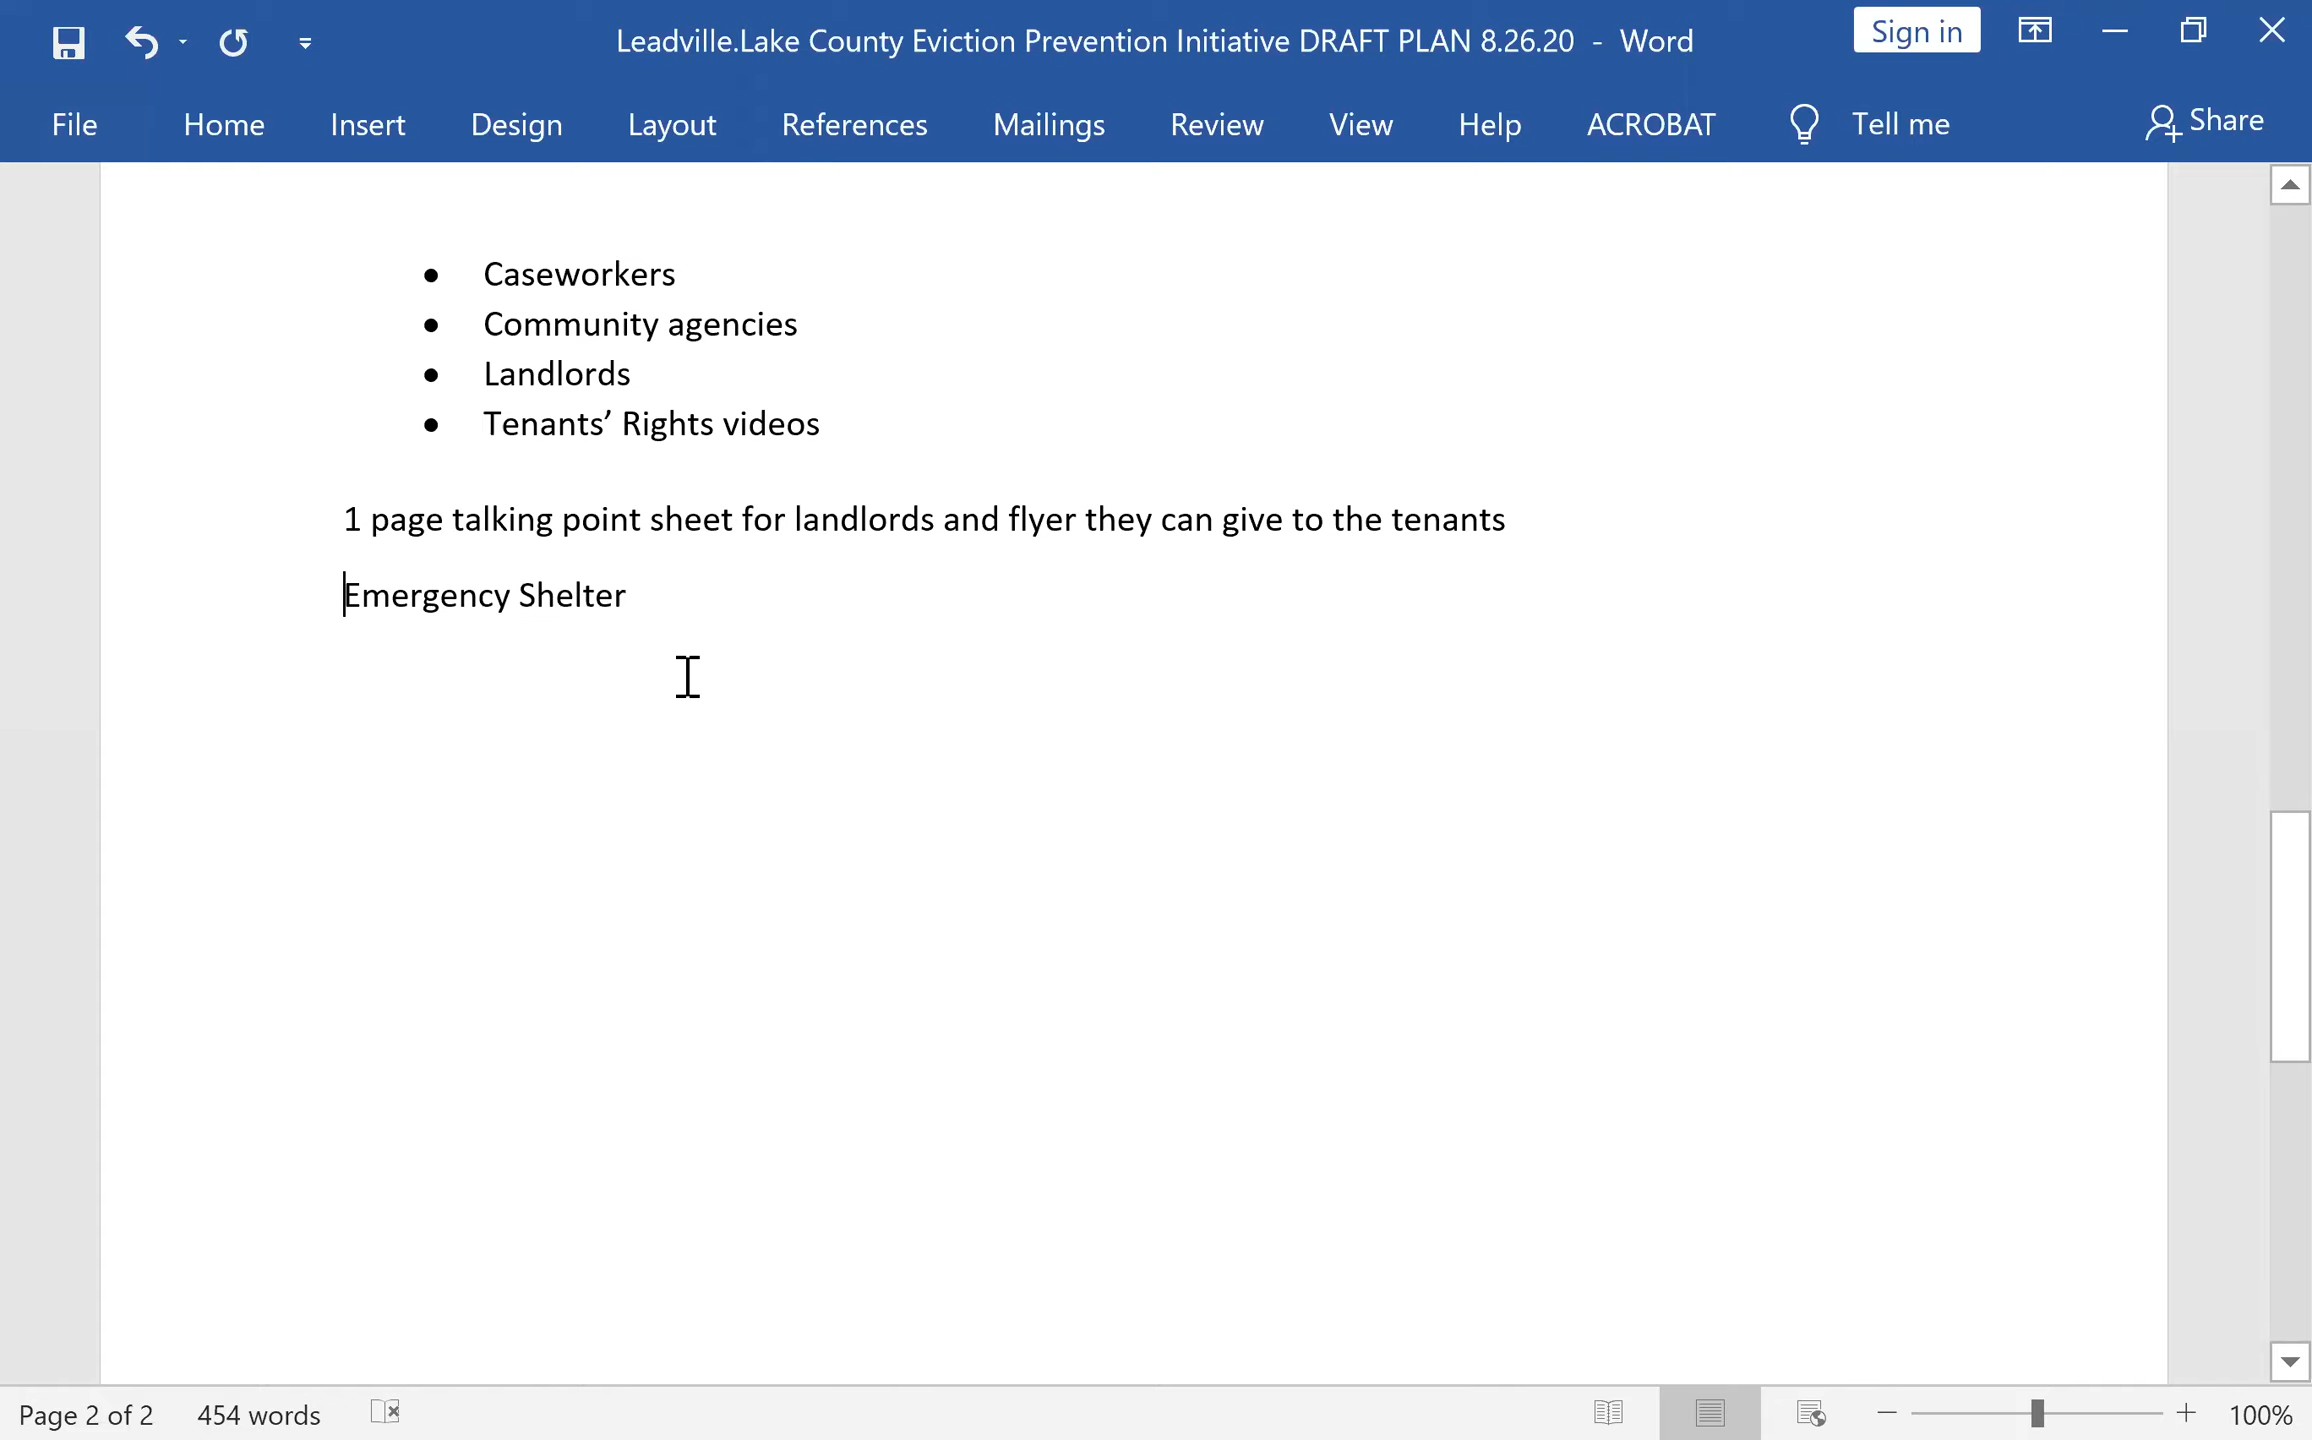 Leadville.Lake County Eviction Prevention Initiative DRAFT PLAN 8.26.20 - Word
Sign in
File Home Insert Design Layout References Mailings Review View Help ACROBAT Tell me Share
• Caseworkers
• Community agencies
• Landlords
• Tenants’ Rights videos
1 page talking point sheet for landlords and flyer they can give to the tenants
Emergency Shelter
Page 2 of 2 454 words 100%